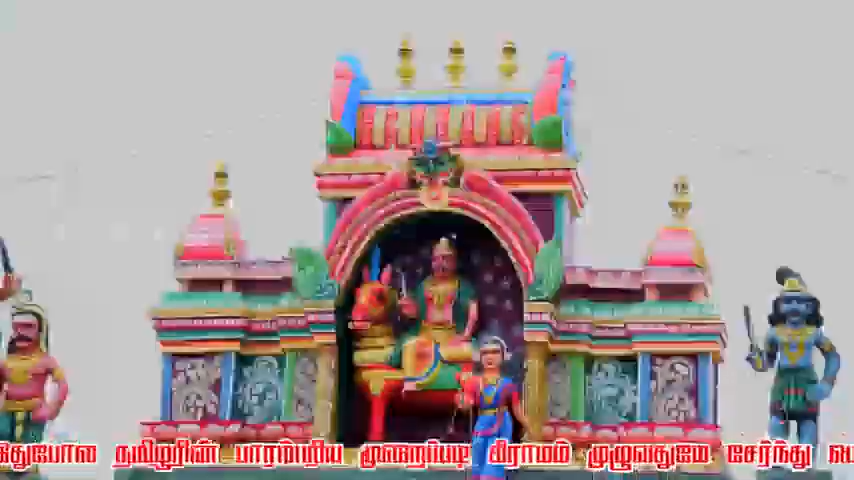 தமிழரின் பாரம்பரிய முறைப்படி கிராமம் முழுவதுமே சேர்ந்து